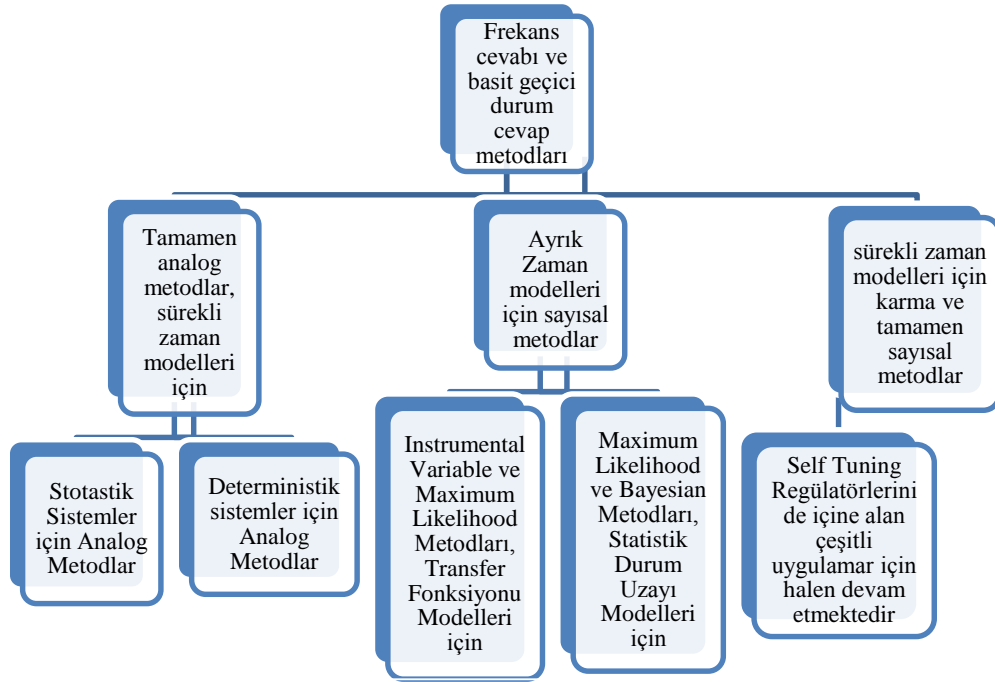 Frekans
cevabı ve
basit geçici
durum
cevap
metodları
Tamamen
analog
metodlar,
sürekli
zaman
modelleri
için
Ayrık
Zaman
modelleri
için sayısal
metodlar
sürekli zaman
modelleri için
karma ve
tamamen
sayısal
metodlar
Stotastik
Sistemler
için Analog
Metodlar
Deterministik
sistemler için
Analog
Metodlar
Instrumental
Variable ve
Maximum
Likelihood
Metodları,
Transfer
Fonksiyonu
Modelleri
için
Maximum
Likelihood
ve Bayesian
Metodları,
Statistik
Durum
Uzayı
Modelleri
için
Self Tuning
Regülatörlerini
de içine alan
çeşitli
uygulamar için
halen devam
etmektedir